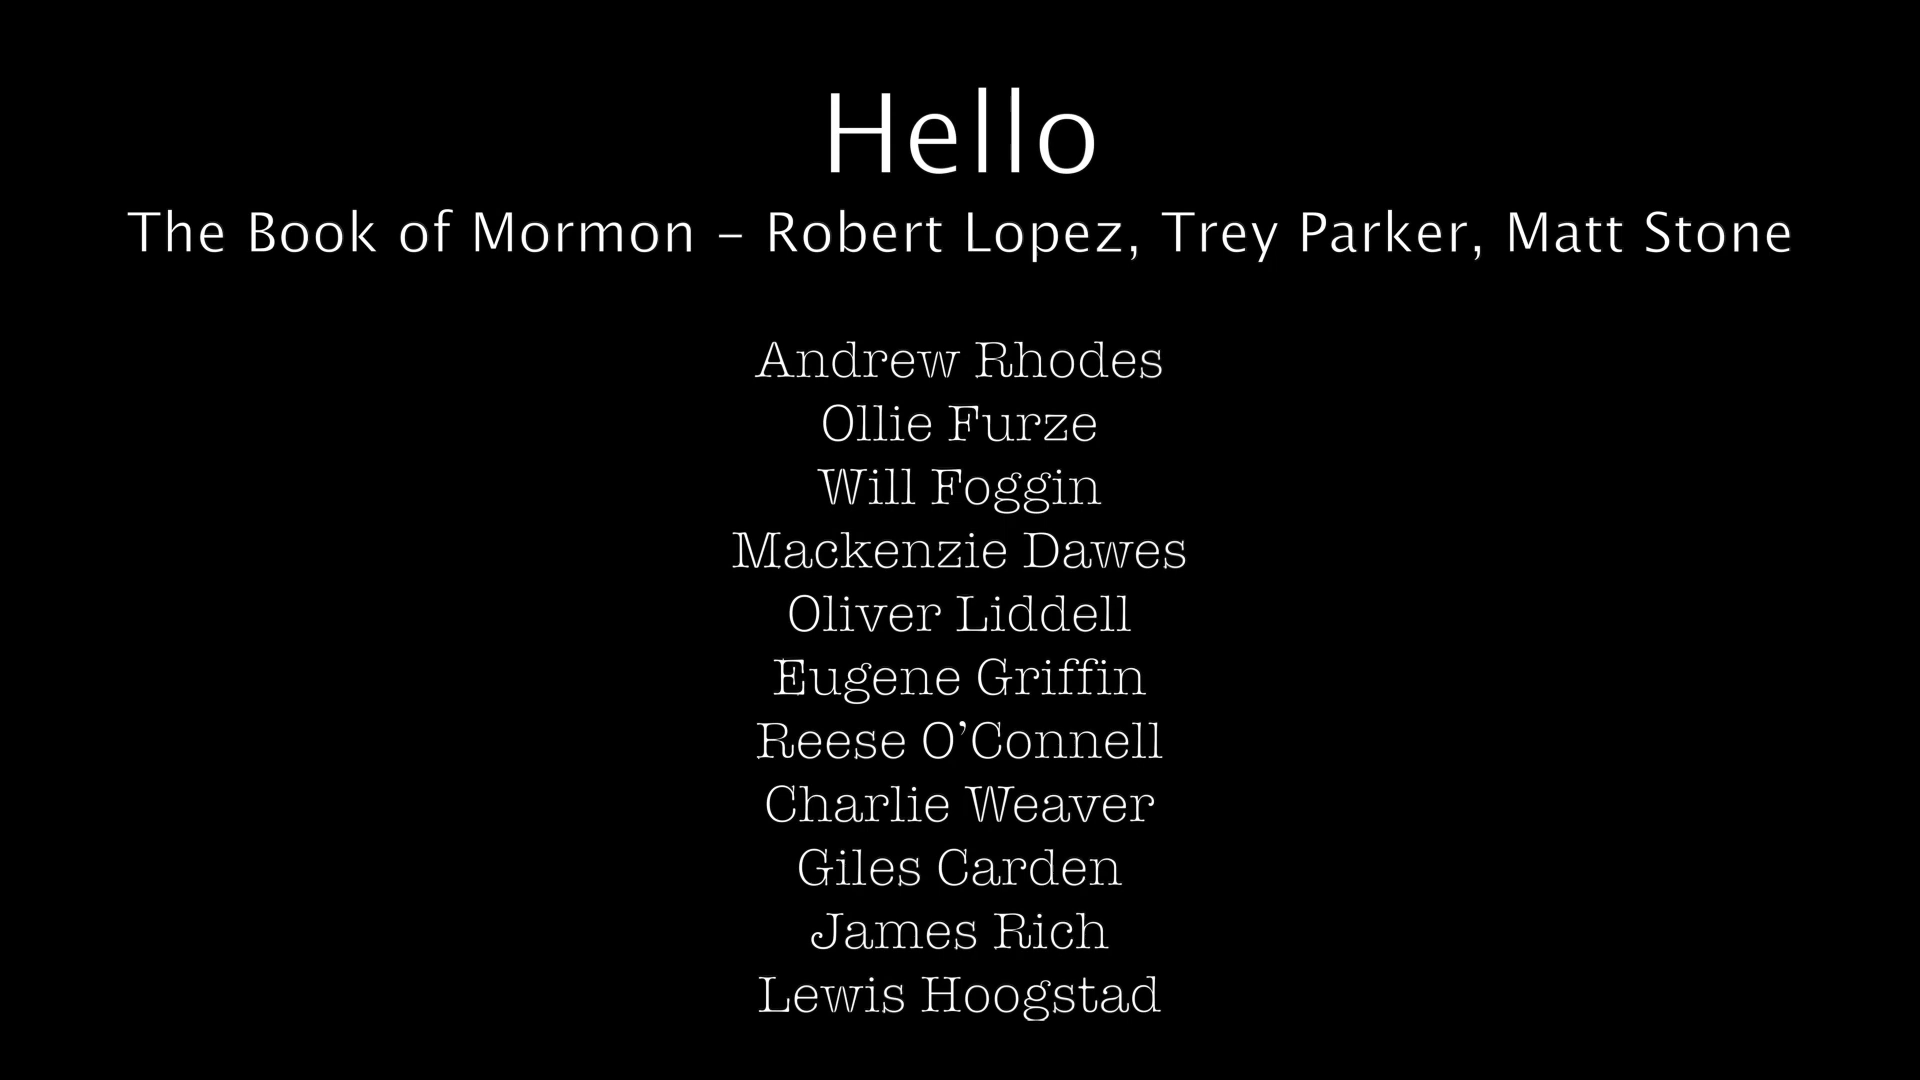 Hello
The Book of Mormon – Robert Lopez, Trey Parker, Matt Stone
Andrew Rhodes
Ollie Furze
Will Foggin
Mackenzie Dawes
Oliver Liddell
Eugene Griffin
Reese O’Connell
Charlie Weaver
Giles Carden
James Rich
Lewis Hoogstad